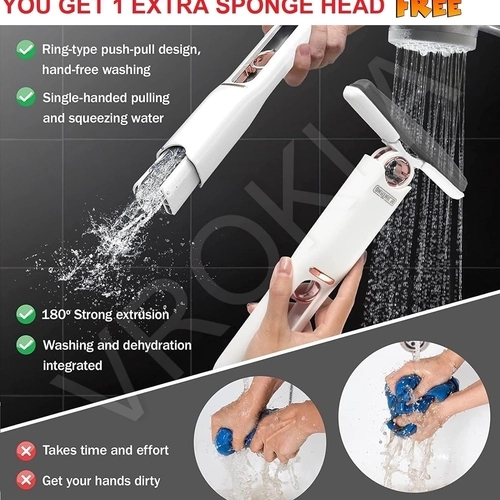 YOU GET 1 EXTRA SPONGE HEAD FREE
Ring-type push-pull design,
hand-free washing
Single-handed pulling
and squeezing water
180º Strong extrusion
Washing and dehydration
integrated
Takes time and effort
Get your hands dirty